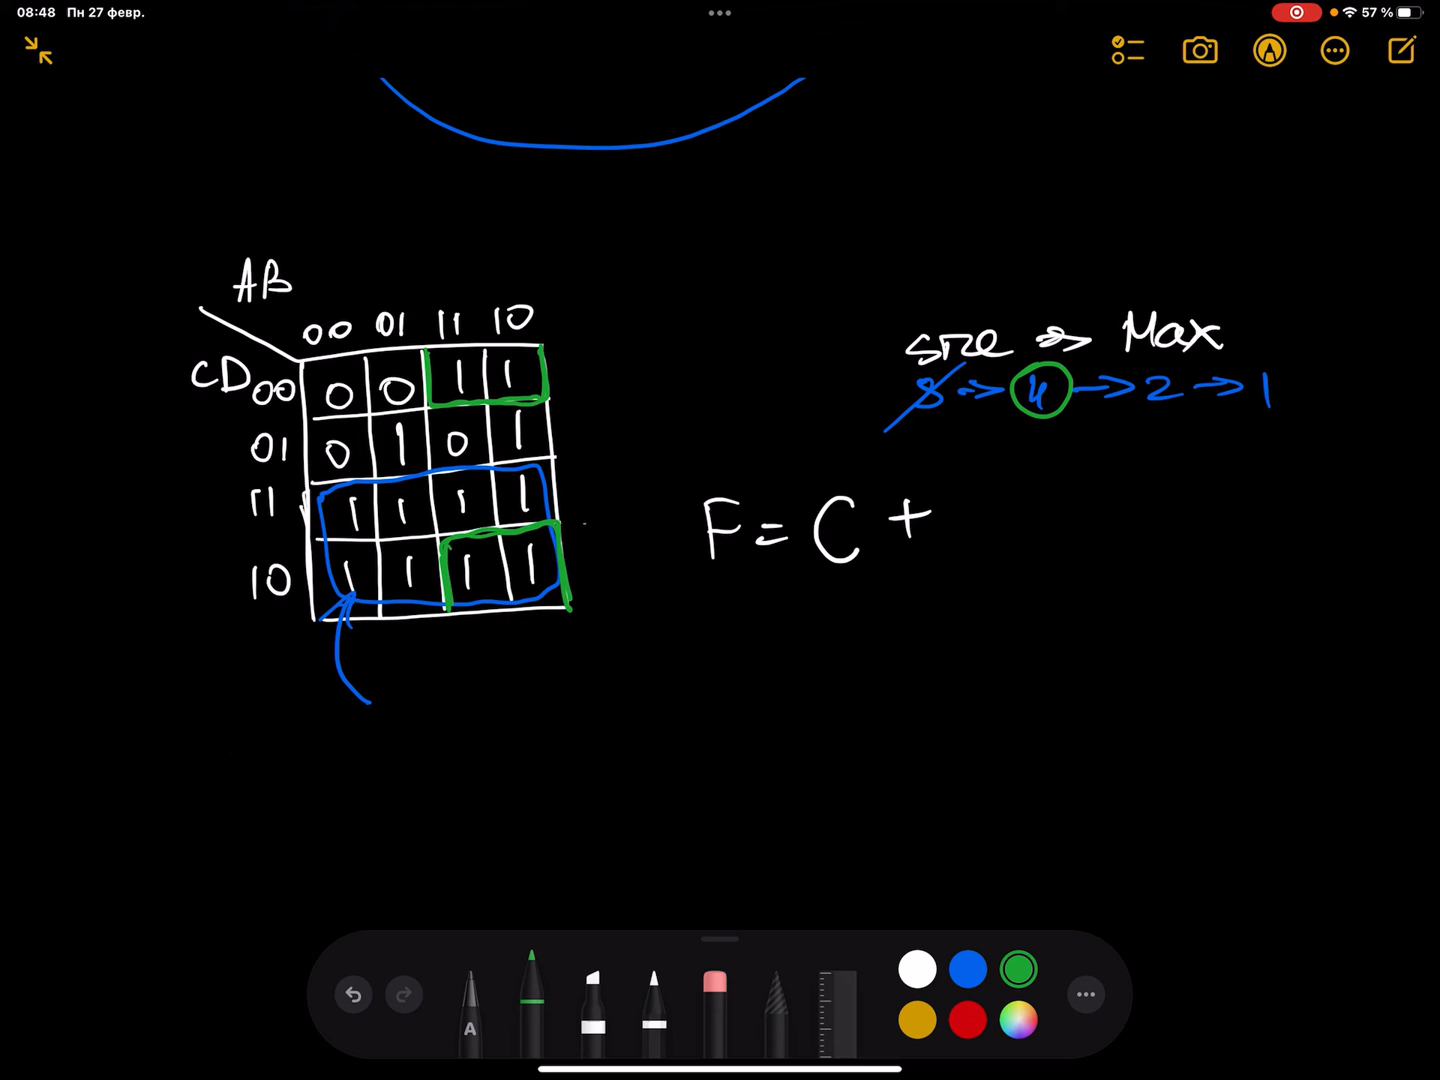 08:48 Пн 27 февр. 57 %
AB
00 01 11 10
CD 00 0 0 1 1
01 0 1 0 1
11 1 1 1 1
10 1 1 1 1
size => Max
8 -> 4 -> 2 -> 1
F = C +
A